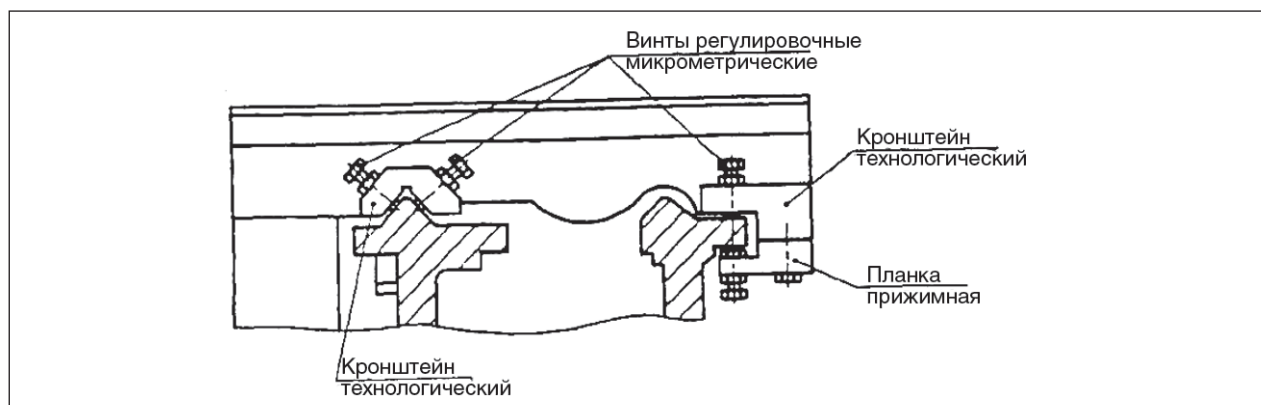 Винты регулировочные
микрометрические
Кронштейн
технологический
Планка
прижимная
Кронштейн
технологический